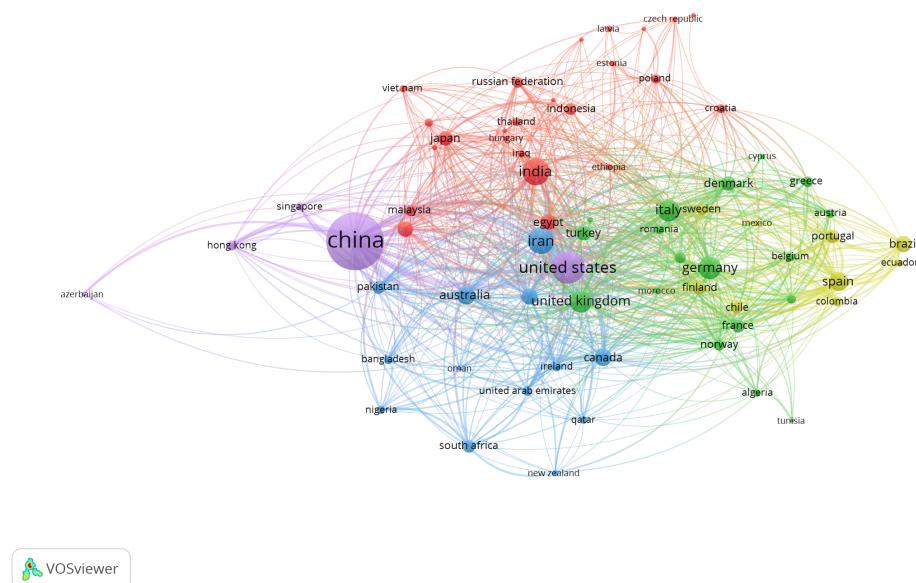 latvia
czech republic
estonia
poland
russian federation
viet nam
indonesia
croatia
thailand
japan
hungary
iraq
cyprus
ethiopia
india
denmark
greece
singapore
malaysia
italy
sweden
austria
egypt
turkey
romania
mexico
portugal
china
iran
hong kong
brazi
belgium
ecuador
united states
germany
azerbaijan
pakistan
australia
morocco
finland
spain
united kingdom
chile
colombia
france
norway
bangladesh
oman
ireland
canada
united arab emirates
algeria
nigeria
qatar
tunisia
south africa
new zealand
VOSviewer